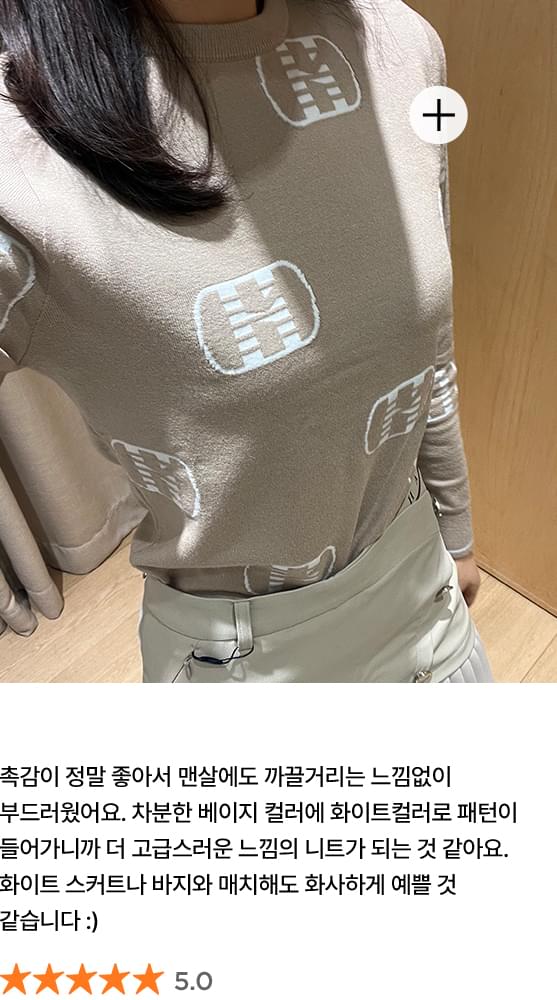 촉감이 정말 좋아서 맨살에도 까끌거리는 느낌없이
부드러웠어요. 차분한 베이지 컬러에 화이트컬러로 패턴이
들어가니까 더 고급스러운 느낌의 니트가 되는 것 같아요.
화이트 스커트나 바지와 매치해도 화사하게 예쁠 것
같습니다 :)
5.0